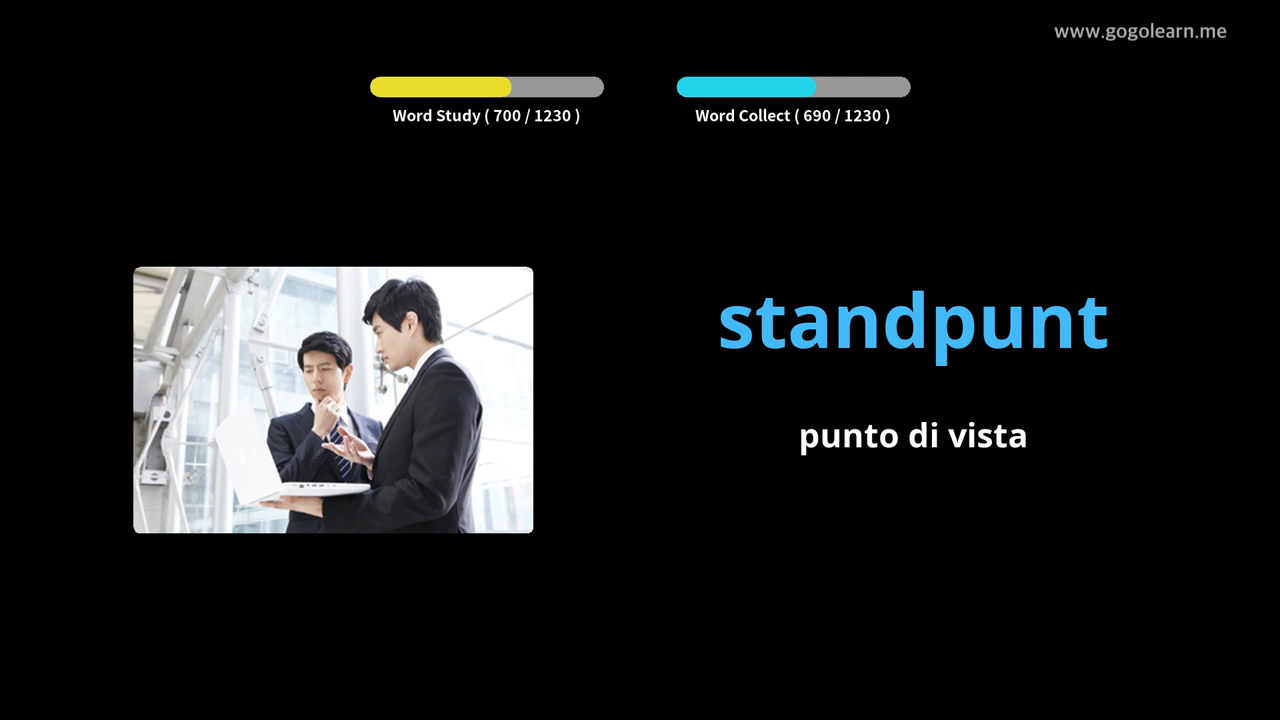 www.gogolearn.me
Word Study ( 700 / 1230 )
Word Collect ( 690 / 1230 )
standpunt
punto di vista